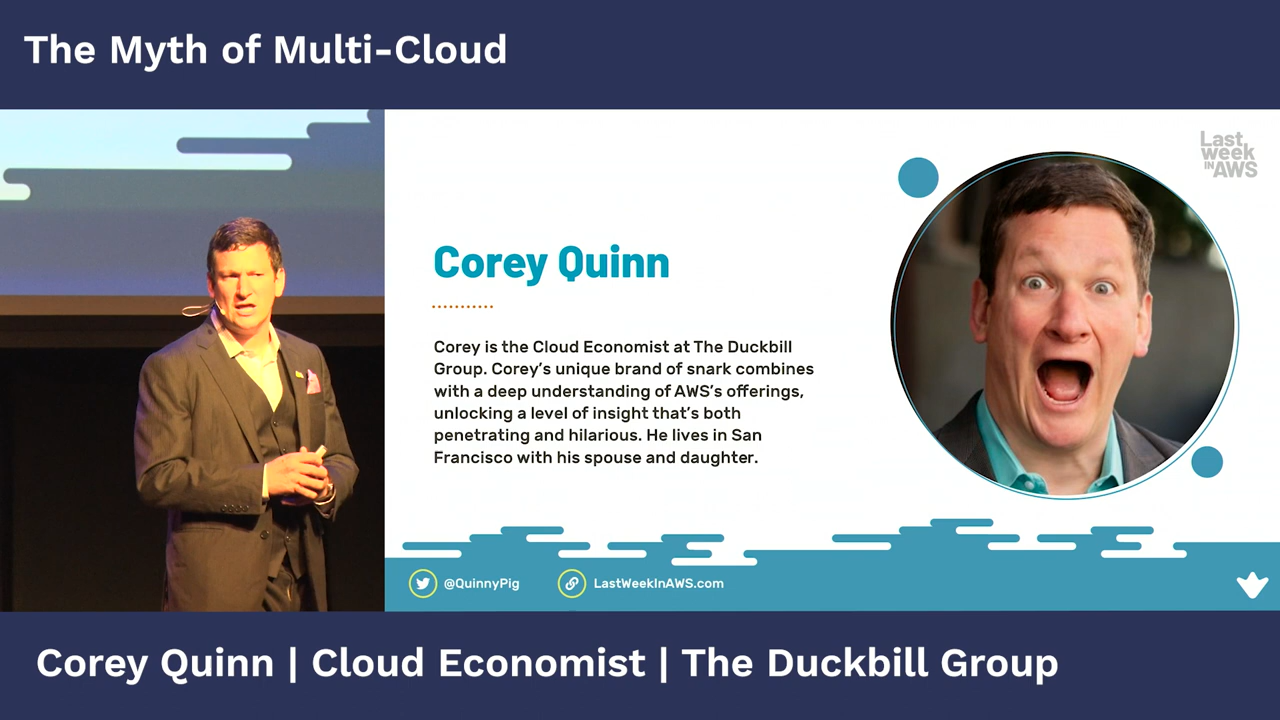 The Myth of Multi-Cloud
Last
week
IN AWS
Corey Quinn
Corey is the Cloud Economist at The Duckbill
Group. Corey’s unique brand of snark combines
with a deep understanding of AWS’s offerings,
unlocking a level of insight that’s both
penetrating and hilarious. He lives in San
Francisco with his spouse and daughter.
@QuinnyPig
LastWeekInAWS.com
Corey Quinn | Cloud Economist | The Duckbill Group